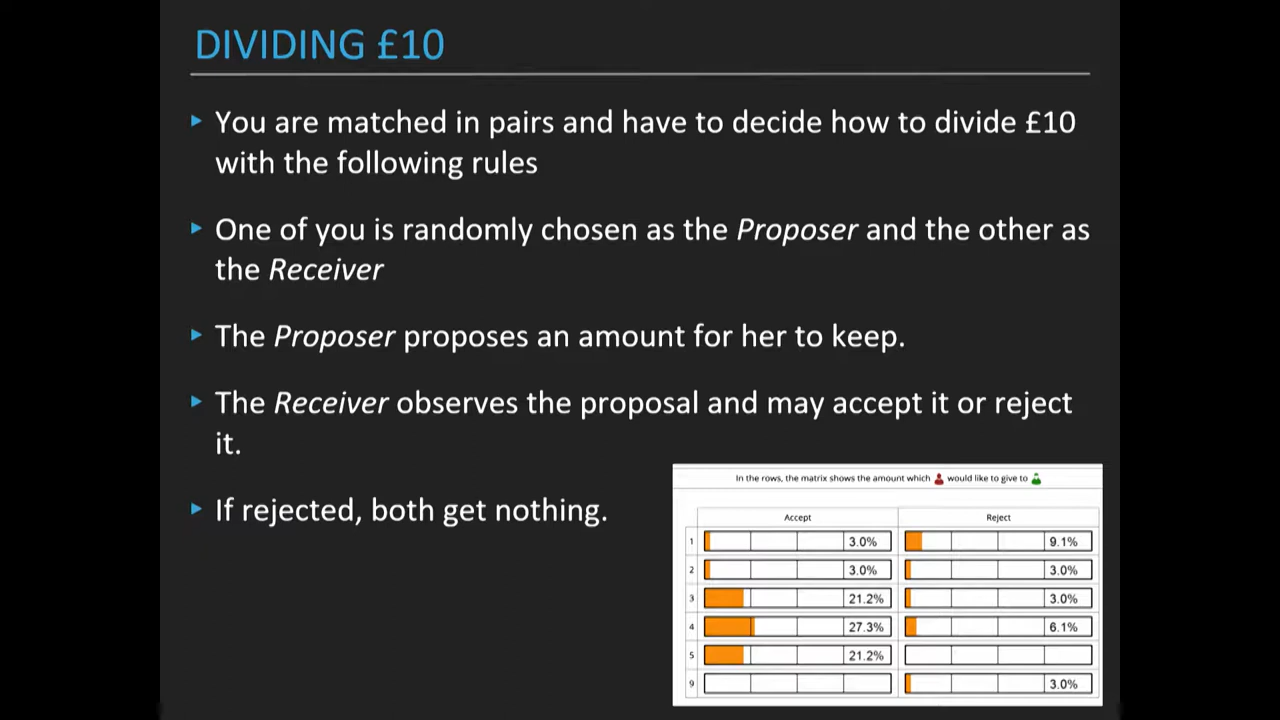 DIVIDING £10
You are matched in pairs and have to decide how to divide £10
with the following rules
One of you is randomly chosen as the Proposer and the other as
the Receiver
The Proposer proposes an amount for her to keep.
The Receiver observes the proposal and may accept it or reject
it.
If rejected, both get nothing.
In the rows, the matrix shows the amount which would like to give to
Accept Reject
1 3.0% 9.1%
2 3.0% 3.0%
3 21.2% 3.0%
4 27.3% 6.1%
5 21.2%
9 3.0%